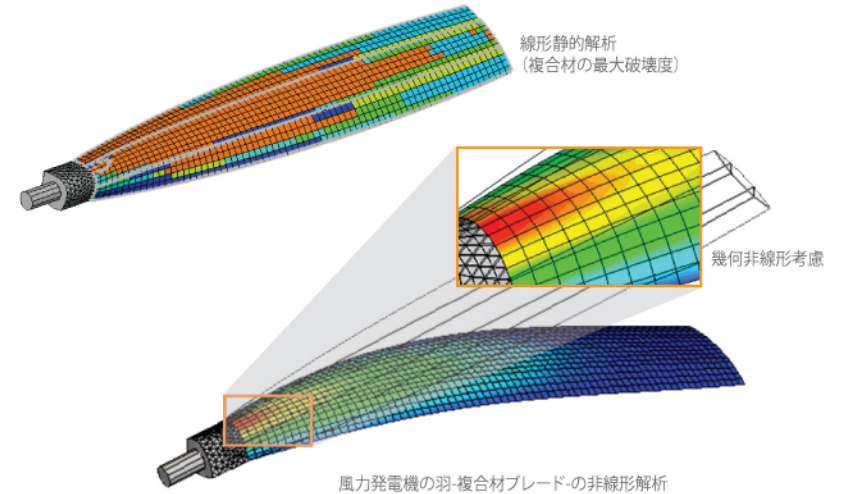 線形静的解析
(複合材の最大破壊度)
幾何非線形考慮
風力発電機の羽-複合材ブレード-の非線形解析